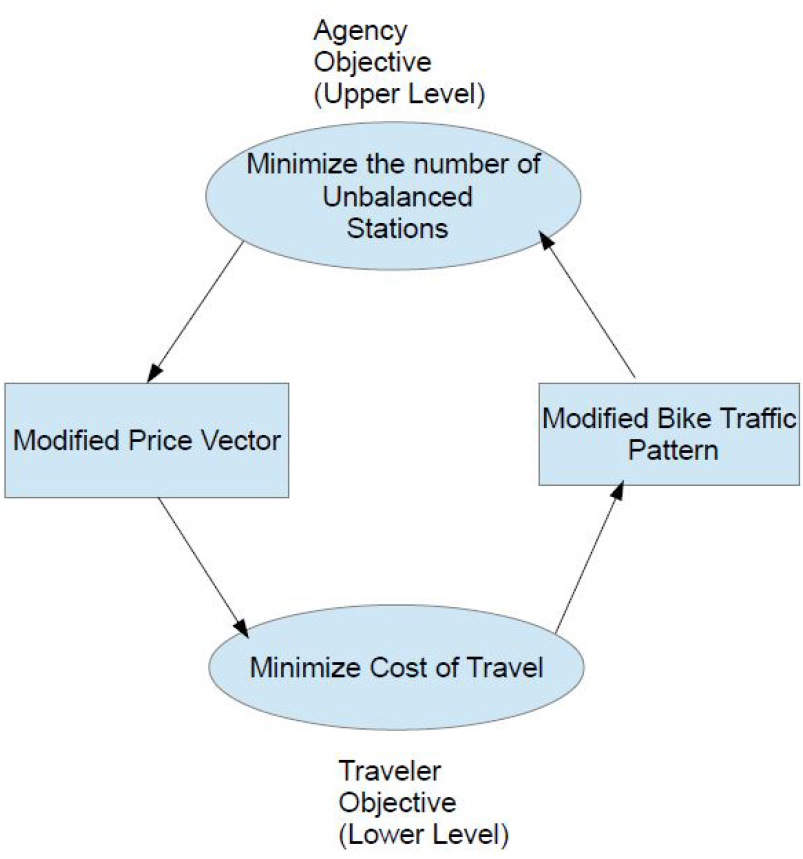 Agency
Objective
(Upper Level)
Minimize the number of
Unbalanced
Stations
Modified Price Vector
Modified Bike Traffic
Pattern
Minimize Cost of Travel
Traveler
Objective
(Lower Level)